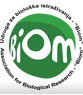 Udruga za biološka istraživanja - BIOM
Association for Biological Research - BIOM
BIOM